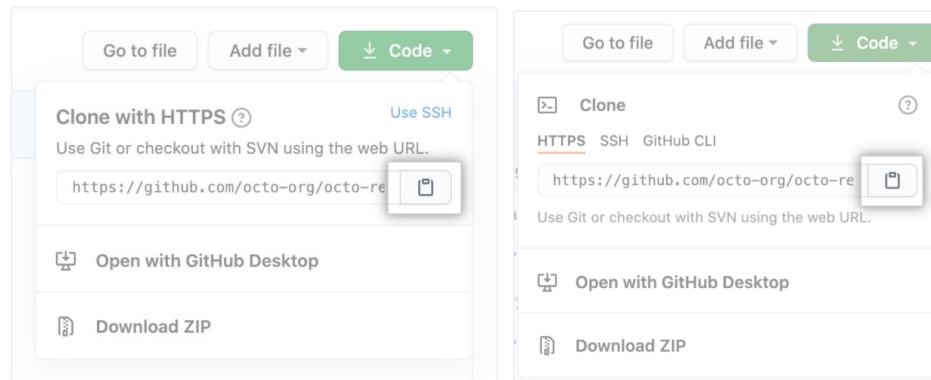 Go to file
Add file
Code
Clone with HTTPS
Use SSH
Use Git or checkout with SVN using the web URL.
https://github.com/octo-org/octo-re
Open with GitHub Desktop
Download ZIP
Go to file
Add file
Code
Clone
HTTPS SSH GitHub CLI
https://github.com/octo-org/octo-re
Use Git or checkout with SVN using the web URL.
Open with GitHub Desktop
Download ZIP